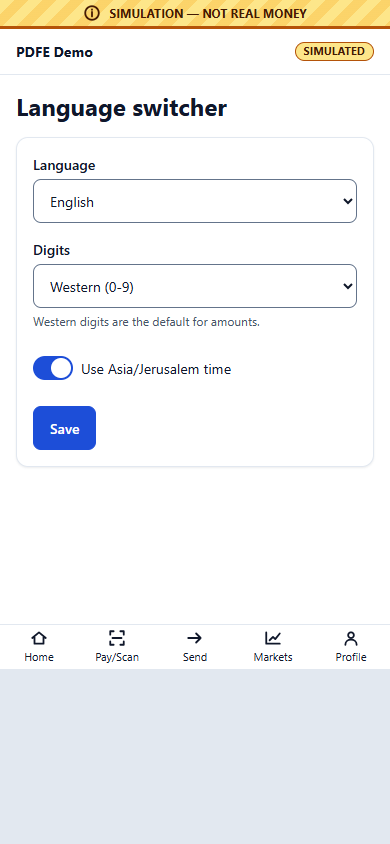 SIMULATION — NOT REAL MONEY
PDFE Demo
SIMULATED
Language switcher
Language
English
Digits
Western (0-9)
Western digits are the default for amounts.
Use Asia/Jerusalem time
Save
Home
Pay/Scan
Send
Markets
Profile